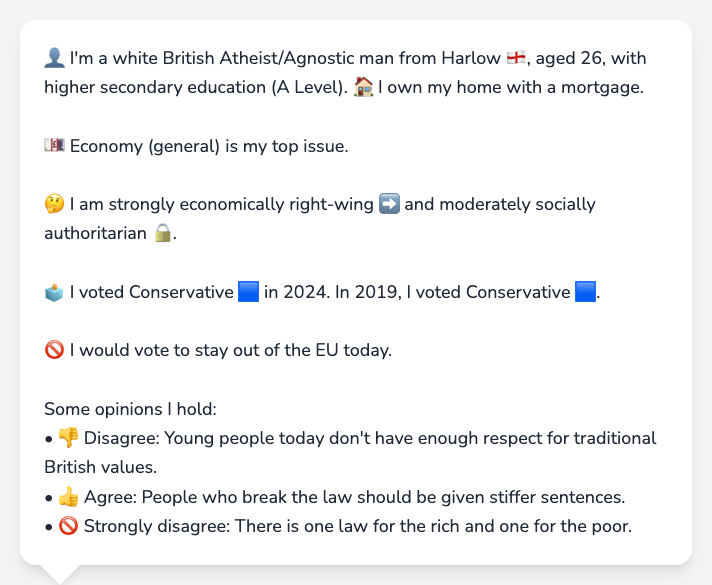 👤 I'm a white British Atheist/Agnostic man from Harlow 🏴󠁧󠁢󠁥󠁮󠁧󠁿, aged 26, with
higher secondary education (A Level). 🏠 I own my home with a mortgage.
💷 Economy (general) is my top issue.
🤔 I am strongly economically right-wing ➡️ and moderately socially
authoritarian 🔒.
🗳️ I voted Conservative 🟦 in 2024. In 2019, I voted Conservative 🟦.
🚫 I would vote to stay out of the EU today.
Some opinions I hold:
• 👎 Disagree: Young people today don't have enough respect for traditional
British values.
• 👍 Agree: People who break the law should be given stiffer sentences.
• 🚫 Strongly disagree: There is one law for the rich and one for the poor.